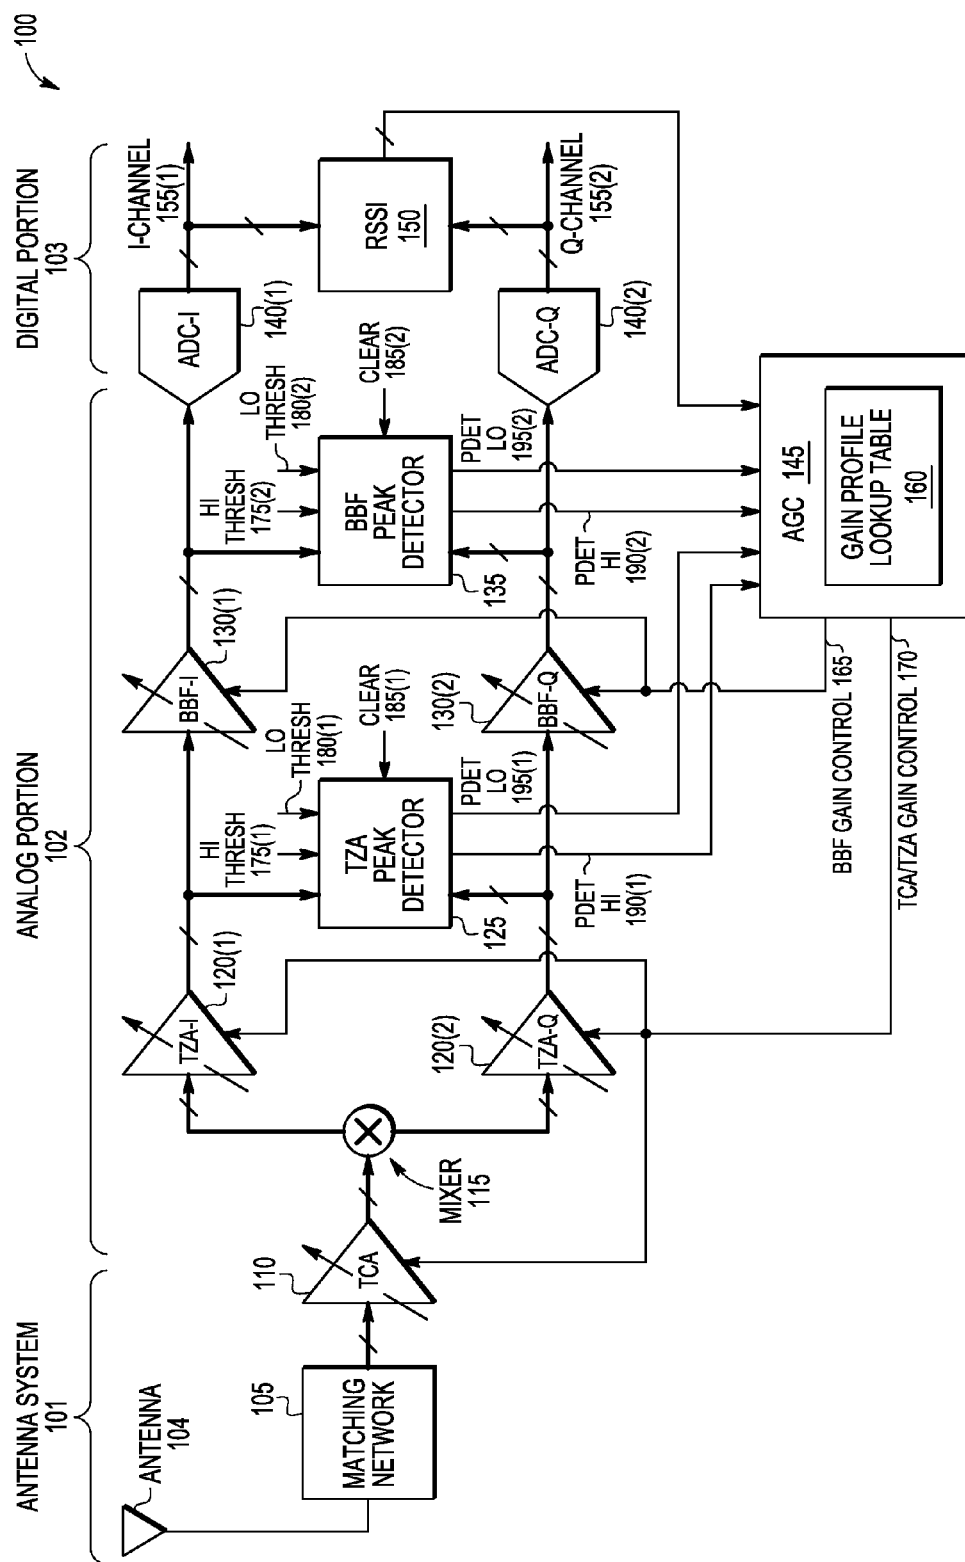 100
ANTENNA SYSTEM
101
ANALOG PORTION
102
DIGITAL PORTION
103
ANTENNA
104
105
MATCHING
NETWORK
110
TCA
MIXER
115
TZA-I
120(1)
120(2)
TZA-Q
HI
THRESH
175(1)
LO
THRESH
180(1)
CLEAR
185(1)
TZA
PEAK
DETECTOR
125
PDET
HI
190(1)
PDET
LO
195(1)
BBF-I
130(1)
130(2)
BBF-Q
HI
THRESH
175(2)
LO
THRESH
180(2)
CLEAR
185(2)
BBF
PEAK
DETECTOR
135
PDET
HI
190(2)
PDET
LO
195(2)
ADC-I
140(1)
ADC-Q
140(2)
I-CHANNEL
155(1)
RSSI
150
Q-CHANNEL
155(2)
AGC 145
GAIN PROFILE
LOOKUP TABLE
160
BBF GAIN CONTROL 165
TCA/TZA GAIN CONTROL 170